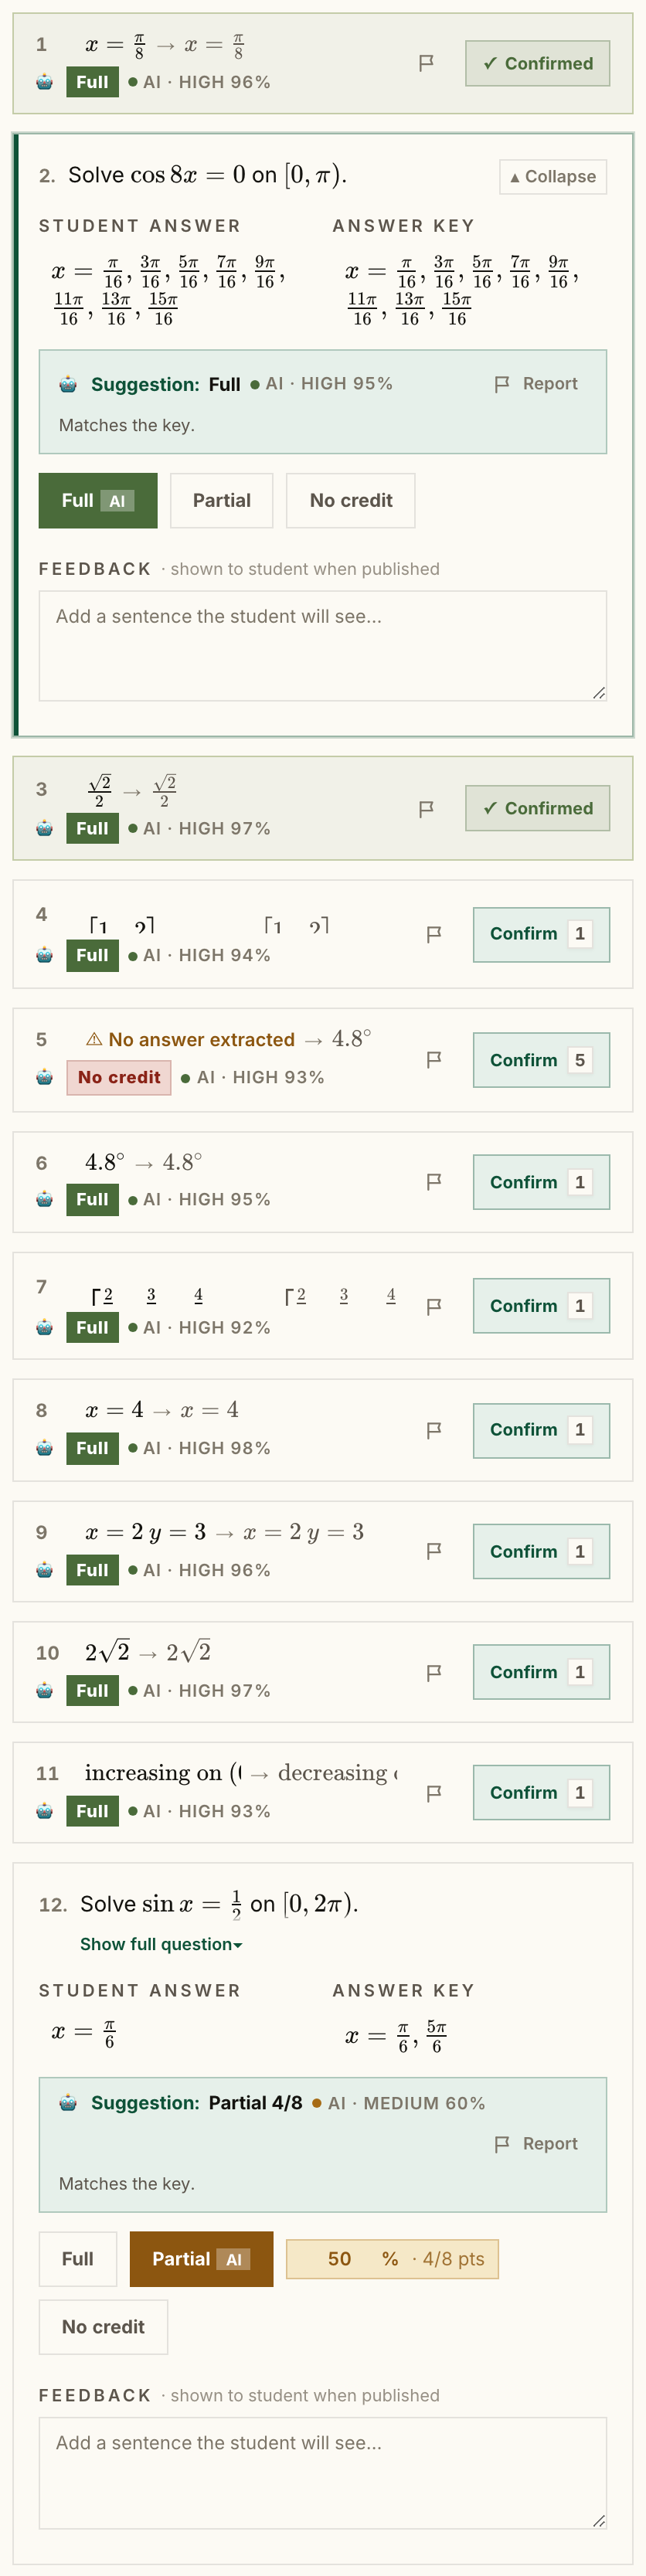 1 x = π/8 → x = π/8
Full AI · HIGH 96%
✓ Confirmed
2. Solve cos 8x = 0 on [0, π).
▴ Collapse
STUDENT ANSWER
x = π/16, 3π/16, 5π/16, 7π/16, 9π/16,
11π/16, 13π/16, 15π/16
ANSWER KEY
x = π/16, 3π/16, 5π/16, 7π/16, 9π/16,
11π/16, 13π/16, 15π/16
Suggestion: Full AI · HIGH 95% Report
Matches the key.
Full AI Partial No credit
FEEDBACK · shown to student when published
Add a sentence the student will see...
3 √2/2 → √2/2
Full AI · HIGH 97%
✓ Confirmed
4 [1 2] [1 2]
Full AI · HIGH 94%
Confirm 1
5 ⚠ No answer extracted → 4.8°
No credit AI · HIGH 93%
Confirm 5
6 4.8° → 4.8°
Full AI · HIGH 95%
Confirm 1
7 [2 3 4 [2 3 4
Full AI · HIGH 92%
Confirm 1
8 x = 4 → x = 4
Full AI · HIGH 98%
Confirm 1
9 x = 2 y = 3 → x = 2 y = 3
Full AI · HIGH 96%
Confirm 1
10 2√2 → 2√2
Full AI · HIGH 97%
Confirm 1
11 increasing on ( → decreasing
Full AI · HIGH 93%
Confirm 1
12. Solve sin x = 1/2 on [0, 2π).
Show full question▾
STUDENT ANSWER
x = π/6
ANSWER KEY
x = π/6, 5π/6
Suggestion: Partial 4/8 AI · MEDIUM 60%
Report
Matches the key.
Full Partial AI 50 % · 4/8 pts
No credit
FEEDBACK · shown to student when published
Add a sentence the student will see...